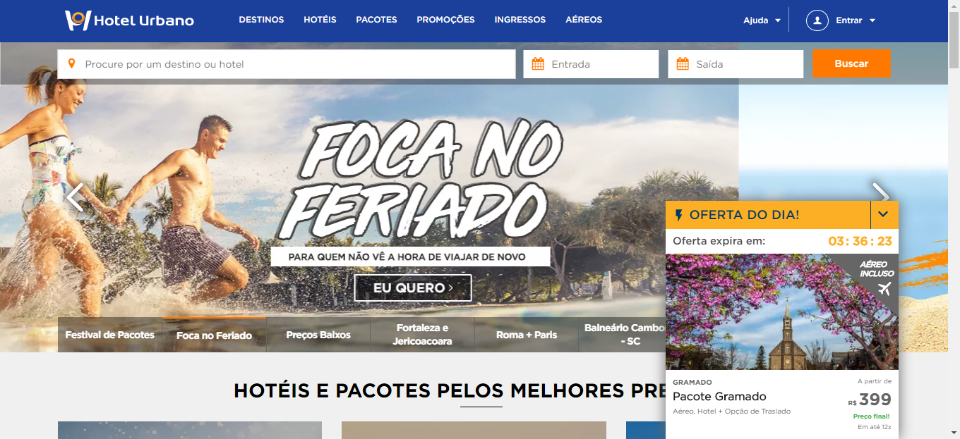 Hotel Urbano
DESTINOS HOTÉIS PACOTES PROMOÇÕES INGRESSOS AÉREOS
Ajuda
Entrar
Procure por um destino ou hotel
Entrada
Saída
Buscar
FOCA NO
FERIADO
PARA QUEM NÃO VÊ A HORA DE VIAJAR DE NOVO
EU QUERO
Festival de Pacotes
Foca no Feriado
Preços Baixos
Fortaleza e
Jericoacoara
Roma + Paris
Balneário Cambo
- SC
OFERTA DO DIA!
Oferta expira em: 03 : 36 : 23
AÉREO
INCLUSO
GRAMADO
Pacote Gramado
Aéreo, Hotel + Opção de Traslado
A partir de
R$ 399
Preço final!
Em até 12x
HOTÉIS E PACOTES PELOS MELHORES PRE